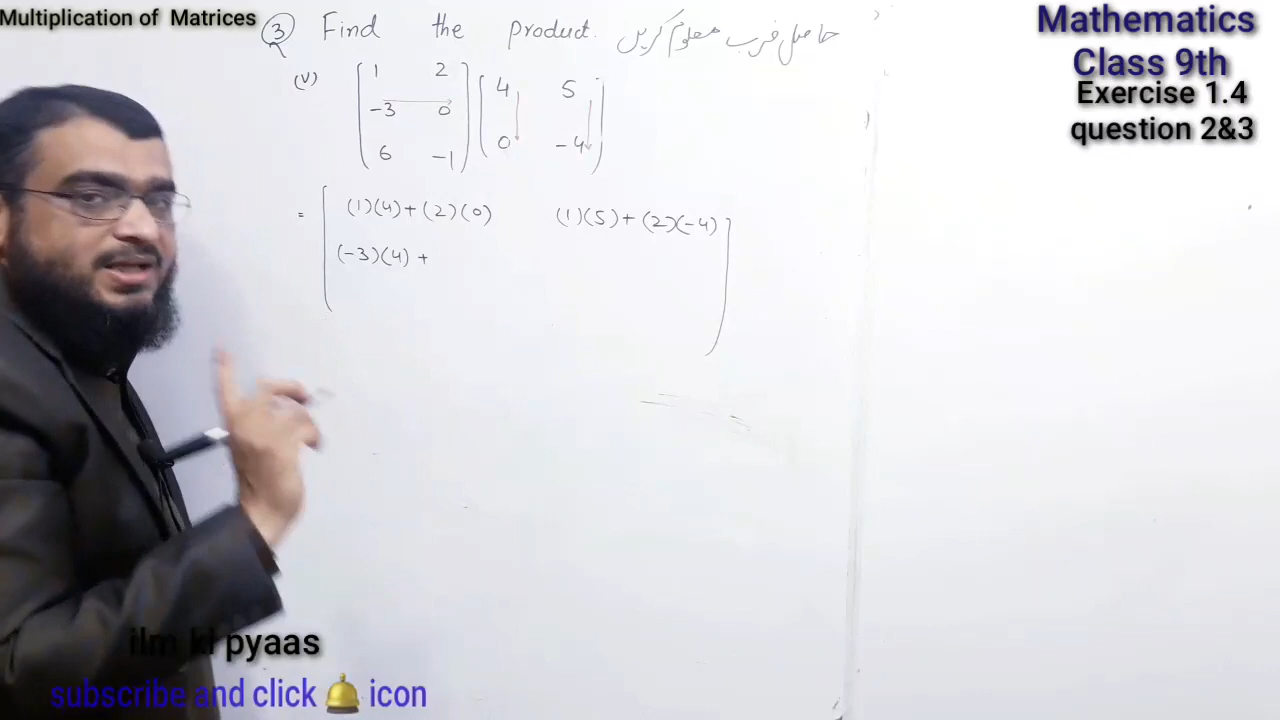 Multiplication of Matrices
Mathematics
Class 9th
Exercise 1.4
question 2&3
③ Find the product. حاصل ضرب معلوم کریں
(v) [1 2] [4 5]
-3 0
6 -1 0 -4
= [(1)(4)+(2)(0) (1)(5)+(2)(-4)]
(-3)(4)+
ilm ki pyaas
subscribe and click 🔔 icon